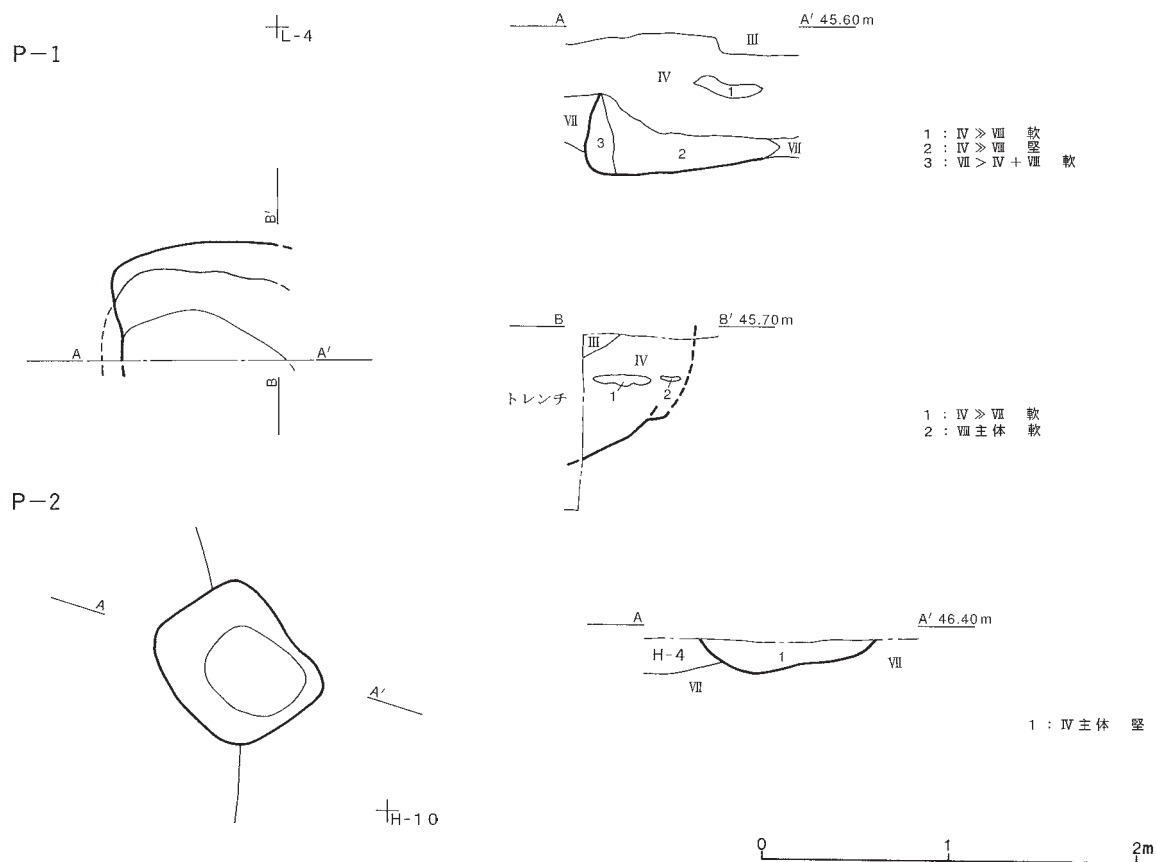 P-1
L-4
A
A′
B′
B
A
A′ 45.60m
Ⅲ
Ⅳ
1
Ⅶ
3
2
Ⅶ
1 : Ⅳ ≫ Ⅷ 軟
2 : Ⅳ ≫ Ⅷ 堅
3 : Ⅶ > Ⅳ + Ⅷ 軟
B
B′ 45.70m
Ⅲ
Ⅳ
トレンチ
1
2
1 : Ⅳ ≫ Ⅶ 軟
2 : Ⅷ 主体 軟
P-2
A
A′
H-10
A
A′ 46.40m
H-4
1
Ⅶ
Ⅶ
1 : Ⅳ 主体 堅
0 1 2m